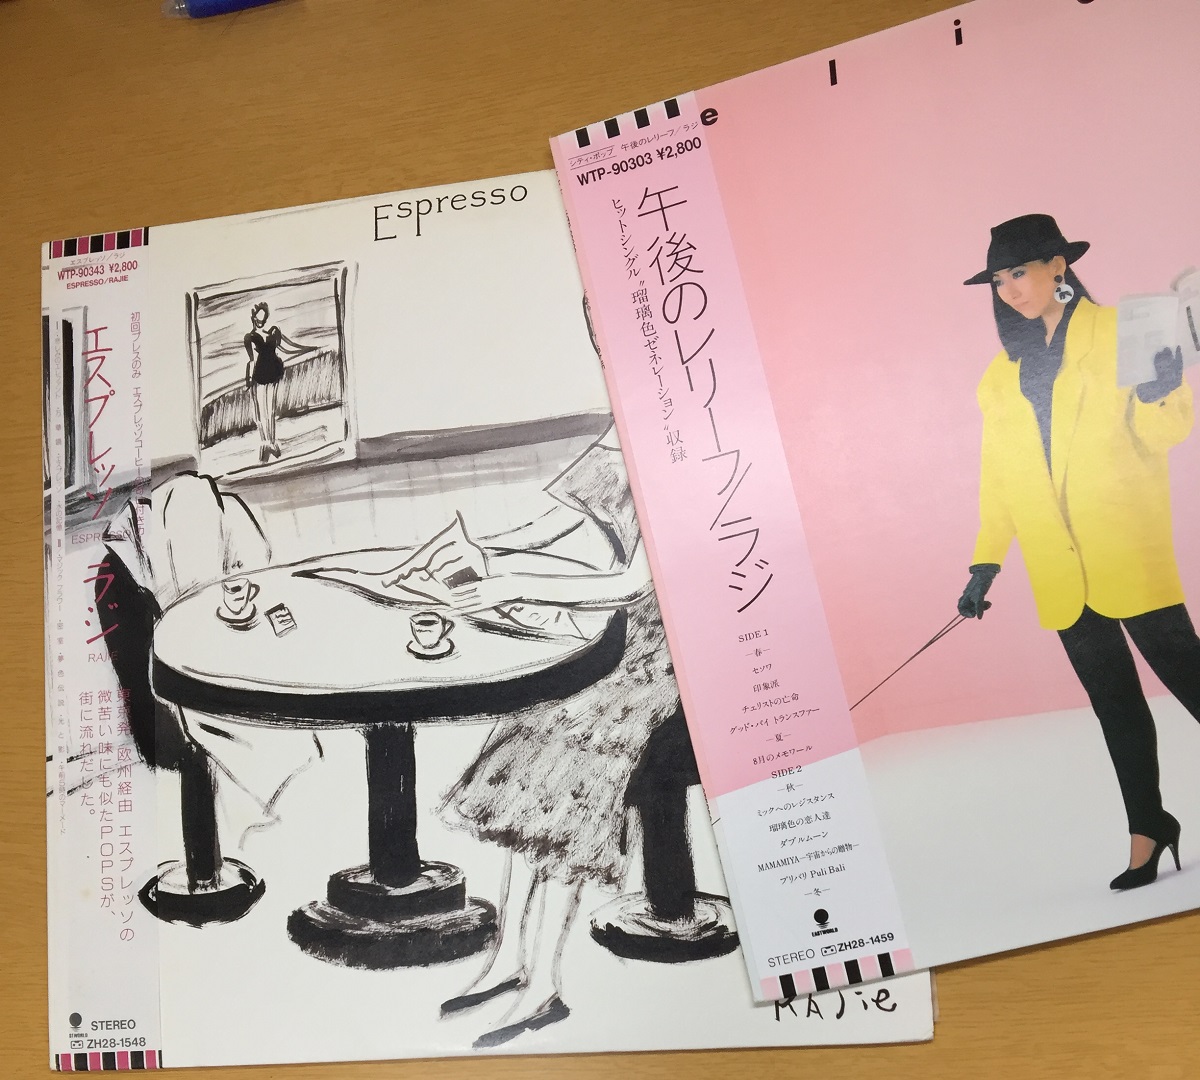 Espresso
エスプレッソ/ラジ
WTP-90343 ¥2,800
ESPRESSO/RAJIE
初回プレスのみ エスプレッソコーヒー
エスプレッソ
ESPRESSO
ラジ
RAJIE
東京発 欧州経由 エスプレッソの
微苦い味にも似たPOPSが、
街に流れだした。
EASTWORLD
STEREO
ZH28-1548
RAJie
e l i
シティ・ポップ 午後のレリーフ/ラジ
WTP-90303 ¥2,800
午後のレリーフ/ラジ
ヒットシングル〝瑠璃色ゼネレーション〟収録
SIDE 1
—春—
セソワ
印象派
チェリストの亡命
グッド・バイ トランスファー
—夏—
8月のメモワール
SIDE 2
—秋—
ミックへのレジスタンス
瑠璃色の恋人達
ダブルムーン
MAMAMIYA—宇宙からの贈物—
プリバリ Puli Bali
—冬—
EASTWORLD
STEREO ZH28-1459